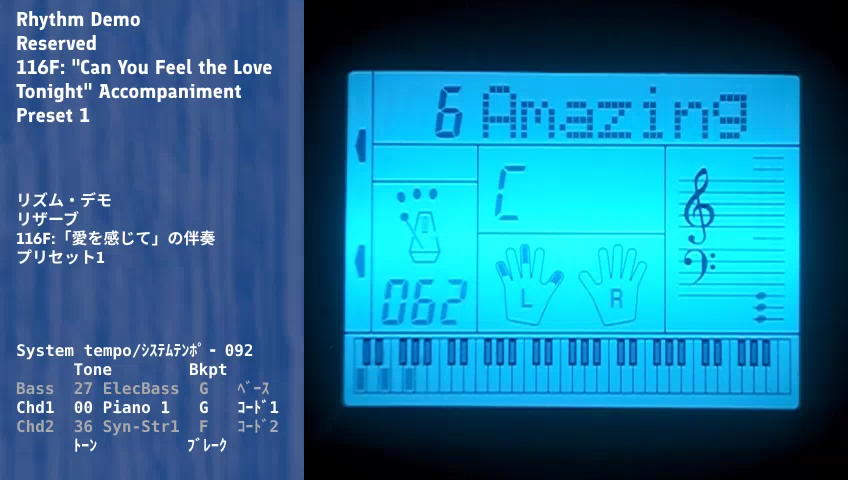 Rhythm Demo
Reserved
116F: "Can You Feel the Love
Tonight" Accompaniment
Preset 1
リズム・デモ
リザーブ
116F:「愛を感じて」の伴奏
プリセット1
System tempo/ｼｽﾃﾑﾃﾝﾎﾟ - 092
Tone Bkpt
Bass 27 ElecBass G ﾍﾞｰｽ
Chd1 00 Piano 1 G ｺｰﾄﾞ1
Chd2 36 Syn-Str1 F ｺｰﾄﾞ2
ﾄｰﾝ ﾌﾞﾚｰｸ
6 Amazing
C
062
L R